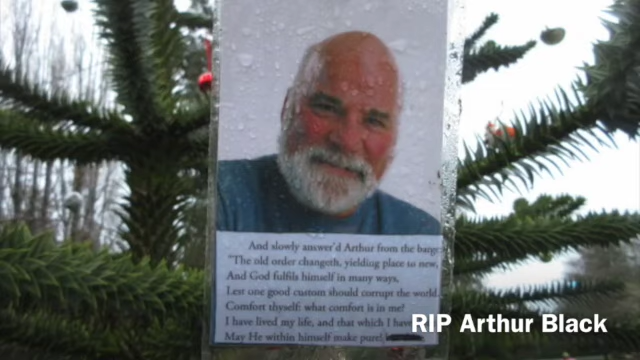 And slowly answer'd Arthur from the barge
"The old order changeth, yielding place to new,
And God fulfils himself in many ways,
Lest one good custom should corrupt the world.
Comfort thyself: what comfort is in me?
I have lived my life, and that which I have
May He within himself make pure!
RIP Arthur Black